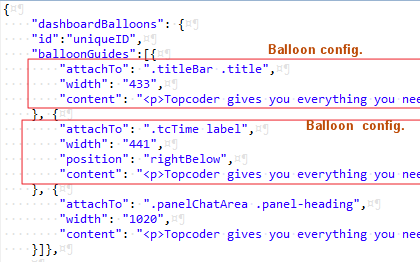 {
"dashboardBalloons": {
"id":"uniqueID",
"balloonGuides":[{
Balloon config.
"attachTo": ".titleBar .title",
"width": "433",
"content": "<p>Topcoder gives you everything you nee
}, {
Balloon config.
"attachTo": ".tcTime label",
"width": "441",
"position": "rightBelow",
"content": "<p>Topcoder gives you everything you nee
}, {
"attachTo": ".panelChatArea .panel-heading",
"width": "1020",
"content": "<p>Topcoder gives you everything you nee
}]},